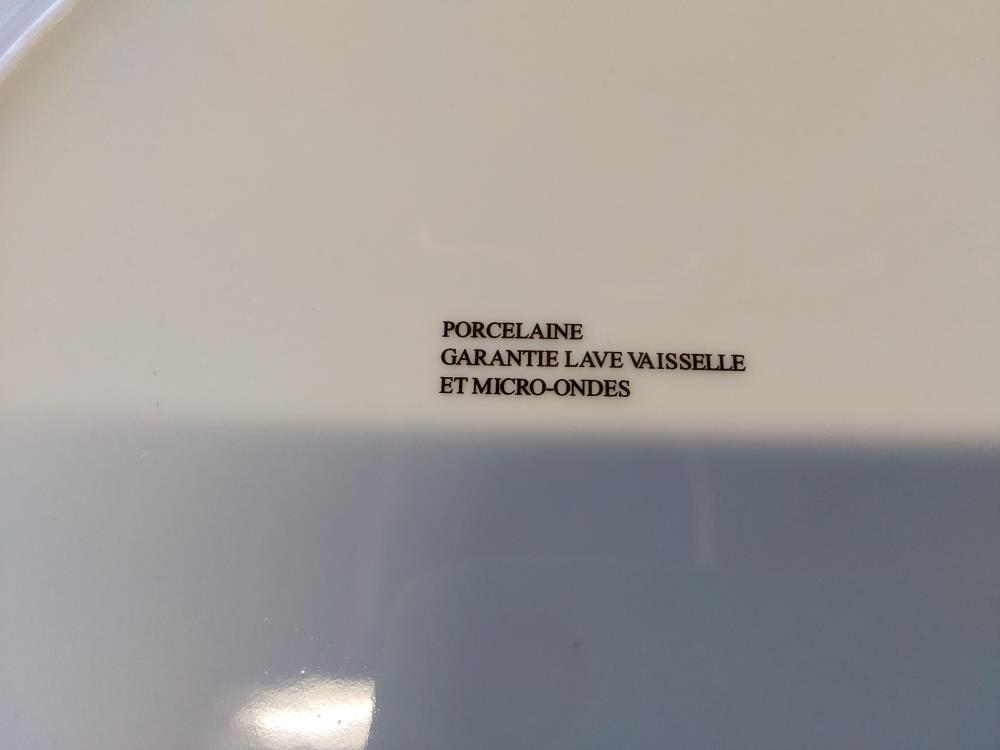 PORCELAINE
GARANTIE LAVE VAISSELLE
ET MICRO-ONDES